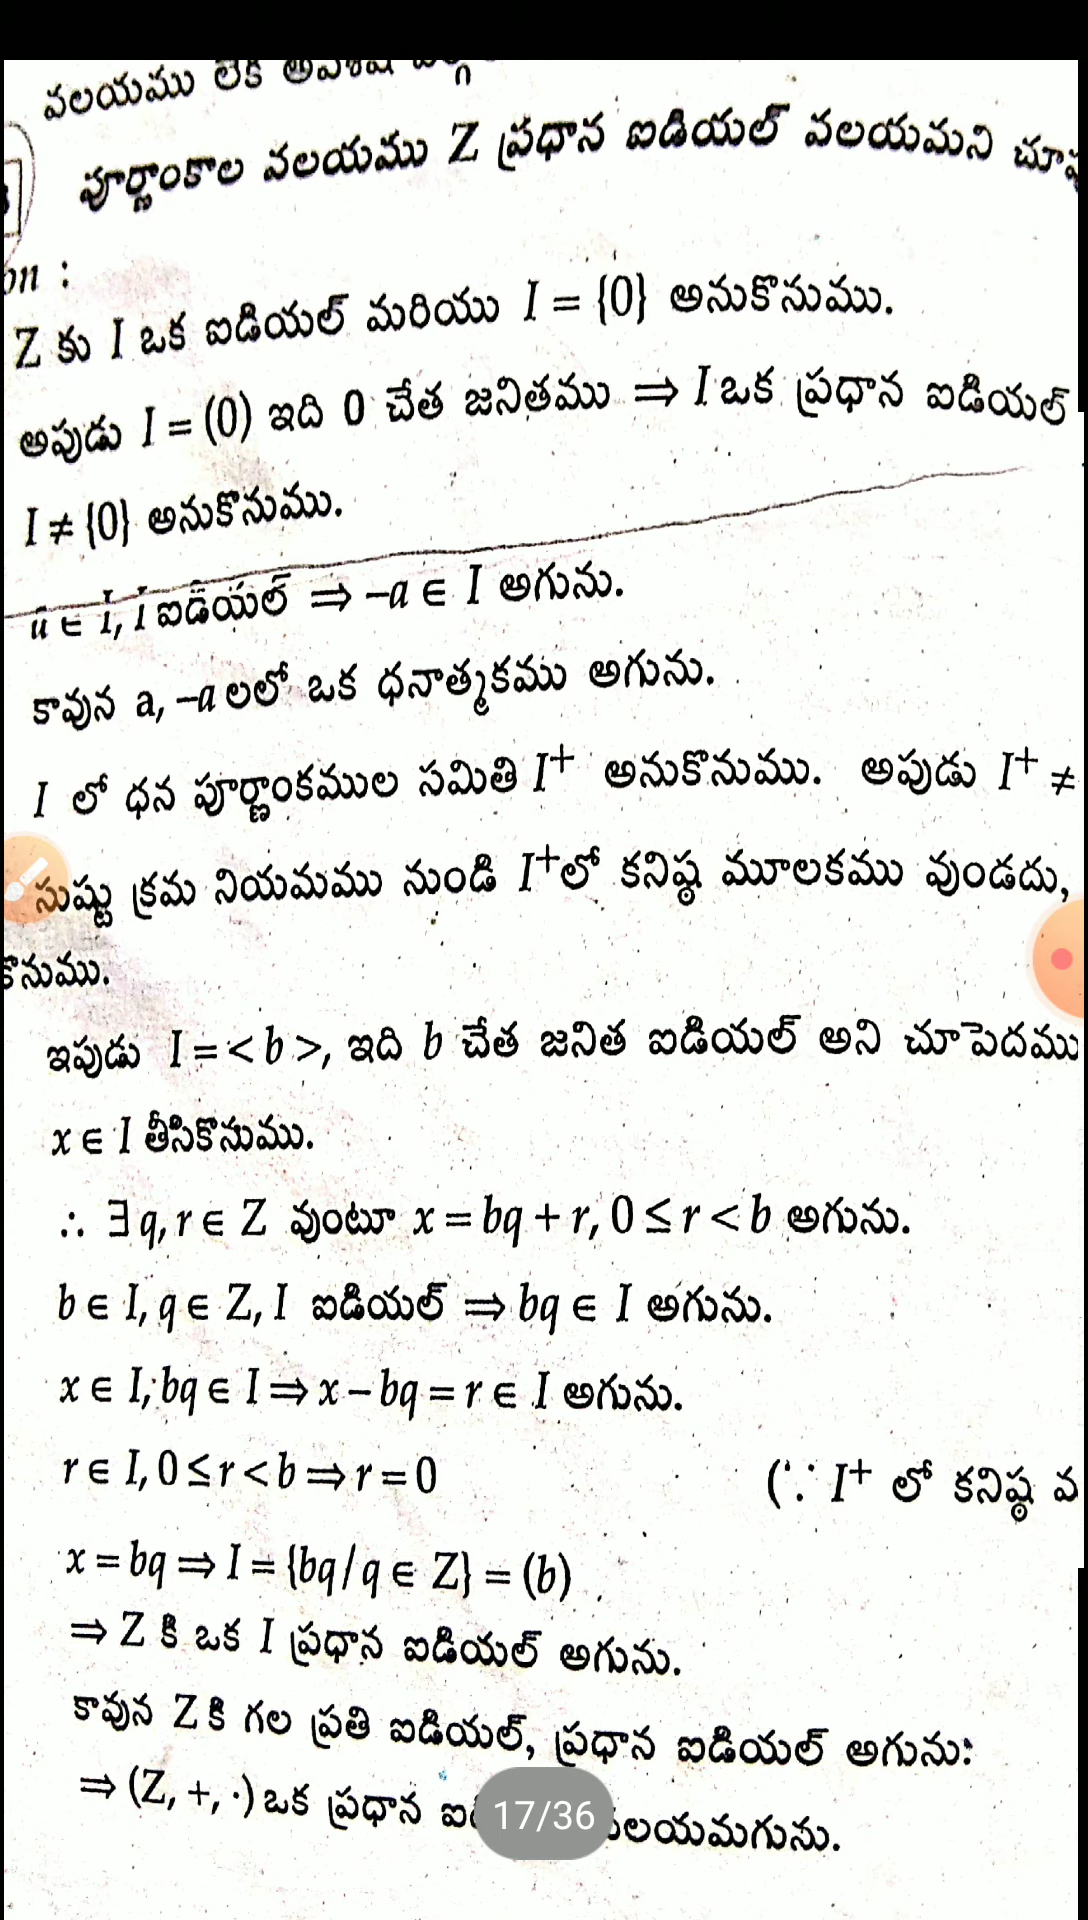 వలయము లేక
పూర్ణాంకాల వలయము Z ప్రధాన ఐడియల్ వలయమని
on :
Z కు I ఒక ఐడియల్ మరియు I = {0} అనుకొనుము.
అపుడు I = (0) ఇది 0 చేత జనితము ⇒ I ఒక ప్రధాన ఐడియల్
I ≠ {0} అనుకొనుము.
a ∈ I, I ఐడియల్ ⇒ –a ∈ I అగును.
కావున a, –a లలో ఒక ధనాత్మకము అగును.
I లో ధన పూర్ణాంకముల సమితి I⁺ అనుకొనుము. అపుడు I⁺ ≠
సుష్టు క్రమ నియమము నుండి I⁺లో కనిష్ఠ మూలకము వుండదు,
కొనుము.
ఇపుడు I = < b >, ఇది b చేత జనిత ఐడియల్ అని చూపెదము
x ∈ I తీసికొనుము.
∴ ∃ q, r ∈ Z వుంటూ x = bq + r, 0 ≤ r < b అగును.
b ∈ I, q ∈ Z, I ఐడియల్ ⇒ bq ∈ I అగును.
x ∈ I, bq ∈ I ⇒ x – bq = r ∈ I అగును.
r ∈ I, 0 ≤ r < b ⇒ r = 0 (∵ I⁺ లో కనిష్ఠ
x = bq ⇒ I = {bq / q ∈ Z} = (b)
⇒ Z కి ఒక I ప్రధాన ఐడియల్ అగును.
కావున Z కి గల ప్రతి ఐడియల్, ప్రధాన ఐడియల్ అగును:
⇒ (Z, +, ·) ఒక ప్రధాన వలయమగును.
17/36